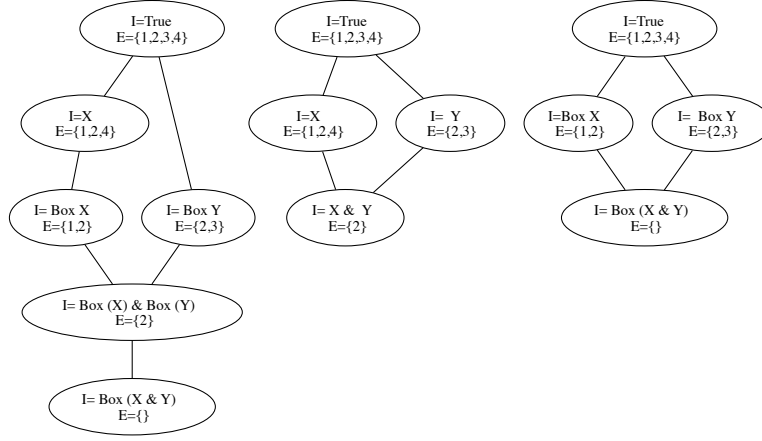 I=True
E={1,2,3,4}
I=X
E={1,2,4}
I= Box X
E={1,2}
I= Box Y
E={2,3}
I= Box (X) & Box (Y)
E={2}
I= Box (X & Y)
E={}
I=True
E={1,2,3,4}
I=X
E={1,2,4}
I= Y
E={2,3}
I= X & Y
E={2}
I=True
E={1,2,3,4}
I=Box X
E={1,2}
I= Box Y
E={2,3}
I= Box (X & Y)
E={}